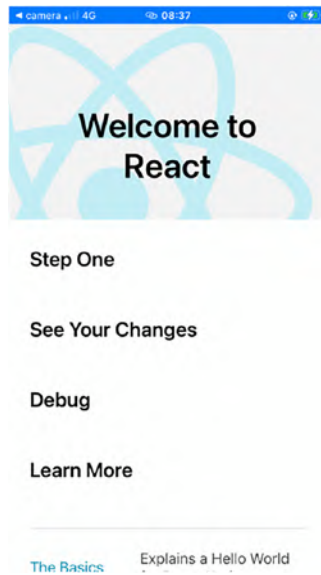 camera 4G 08:37
Welcome to
React
Step One
See Your Changes
Debug
Learn More
The Basics Explains a Hello World